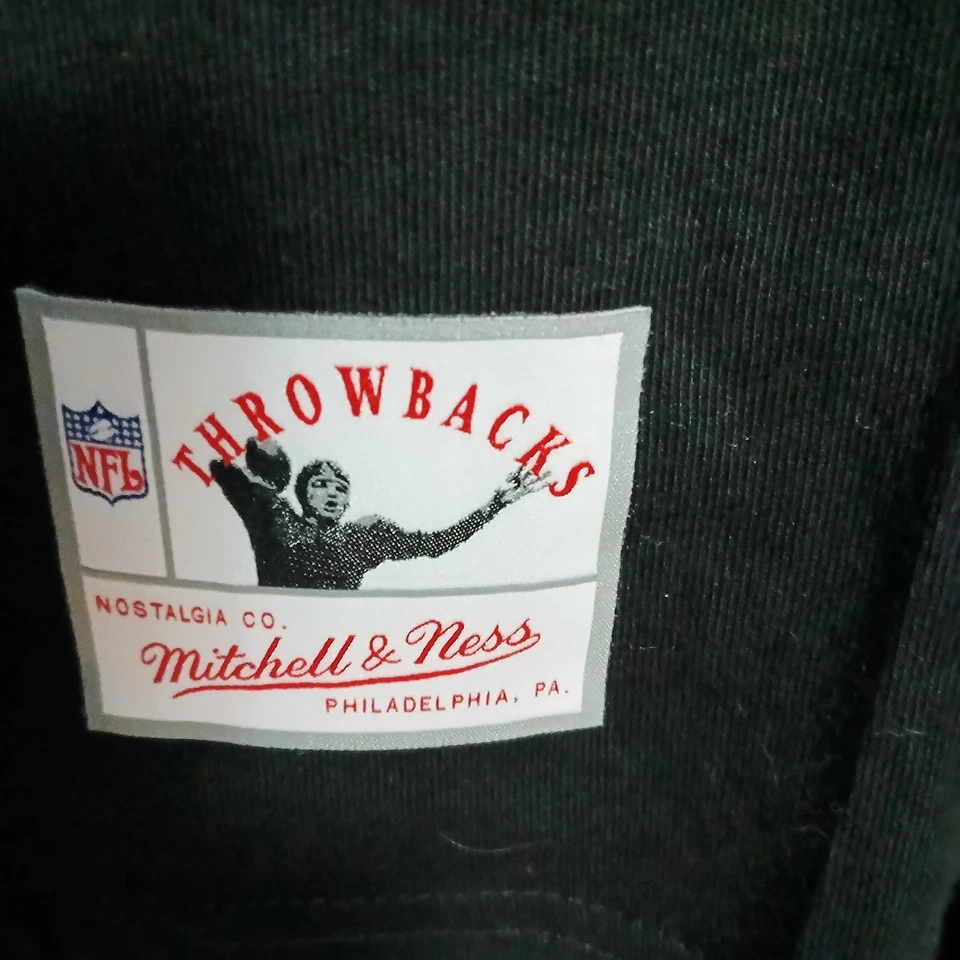 THROWBACKS
NFL
NOSTALGIA CO.
Mitchell & Ness
PHILADELPHIA, PA.